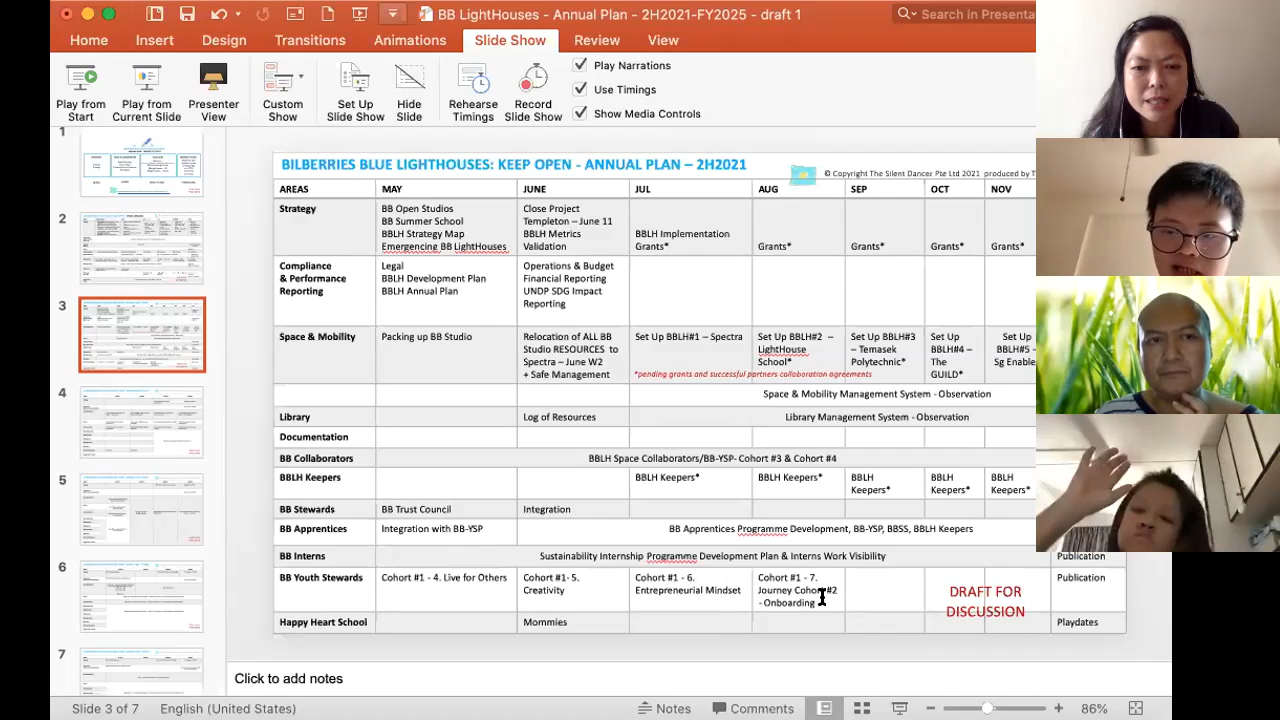 BB LightHouses - Annual Plan - 2H2021-FY2025 - draft 1
Search in Presenta
Home Insert Design Transitions Animations Slide Show Review View
Play from Start
Play from Current Slide
Presenter View
Custom Show
Set Up Slide Show
Hide Slide
Rehearse Timings
Record Slide Show
Play Narrations
Use Timings
Show Media Controls
1
2
3
4
5
6
7
ANNUAL PLAN – 2H2021
The Silent Dancer Pte Ltd 2021
AREAS MAY JUNE JUL AUG SEP OCT NOV
Strategy
BB Open Studios
BB Summer School
BBLH Strategy Map
Emergencing BB LightHouses
Close Project
Temption – June 11
BBLH Metrics
Validation
BBLH Implementation
Grants*
Grants*
Grants*
Grants*
Grants*
Compliance
& Performance
Reporting
Legal
BBLH Development Plan
BBLH Annual Plan
Operations & Budget
Financial Reporting
UNDP SDG Impact
Reporting
Space & Mobility
Packing up BB Studio
Relocation of Access
Studio RESOURCES to
Spectra – June W2
+ Safe Management
Set Up BBLH#1 – Spectra
Set Up BBLH#2
LightHouse
School*
Set Up BBLH#3
– Temasek
Polytechnic*
Set Up
BBLH#4 –
The
GUILD*
Set Up
BBLH#5 –
Sg Enable
*pending grants and successful partners collaboration agreements
Space & Mobility Management System - Observation
Library
Log of Resources
Management System - Observation
Documentation
BB Collaborators
BBLH Space Collaborators/BB-YSP- Cohort #3 & Cohort #4
BBLH Keepers
BBLH Keepers*
BBLH Keepers*
BBLH
Keepers*
BBLH
Keepers*
BBLH
Keepers*
BB Stewards
BB Trust Council
Integration
BB Apprentices
Integration with BB-YSP
BB Apprentices Programme Development, BB-YSP, BBSS, BBLH Keepers
BB Interns
Sustainability Internship Programme Development Plan & Interns Work Visibility
Publication
BB Youth Stewards
Cohort #1 - 4. Live for Others
Cohort #1 - 5.
Creativity
Cohort #1 - 6.
Entrepreneurial Mindset
Journey Cohort #2
- Onboarding
Publication
DRAFT FOR
DISCUSSION
Happy Heart School
Mommies
Playdates
Click to add notes
Slide 3 of 7 English (United States) Notes Comments 86%